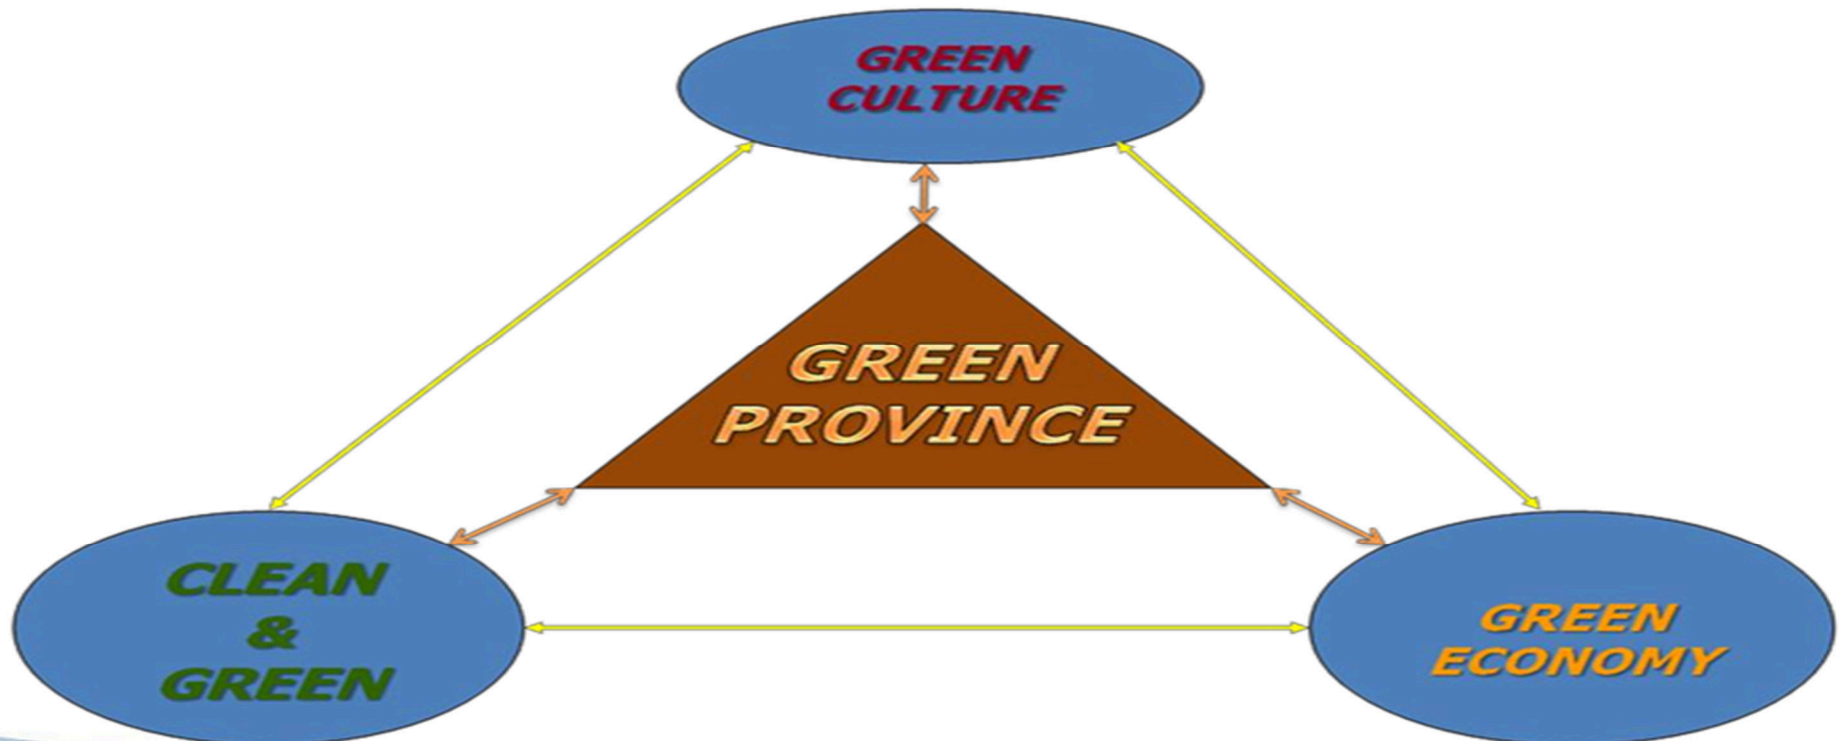 GREEN
CULTURE
GREEN
PROVINCE
CLEAN
&
GREEN
GREEN
ECONOMY